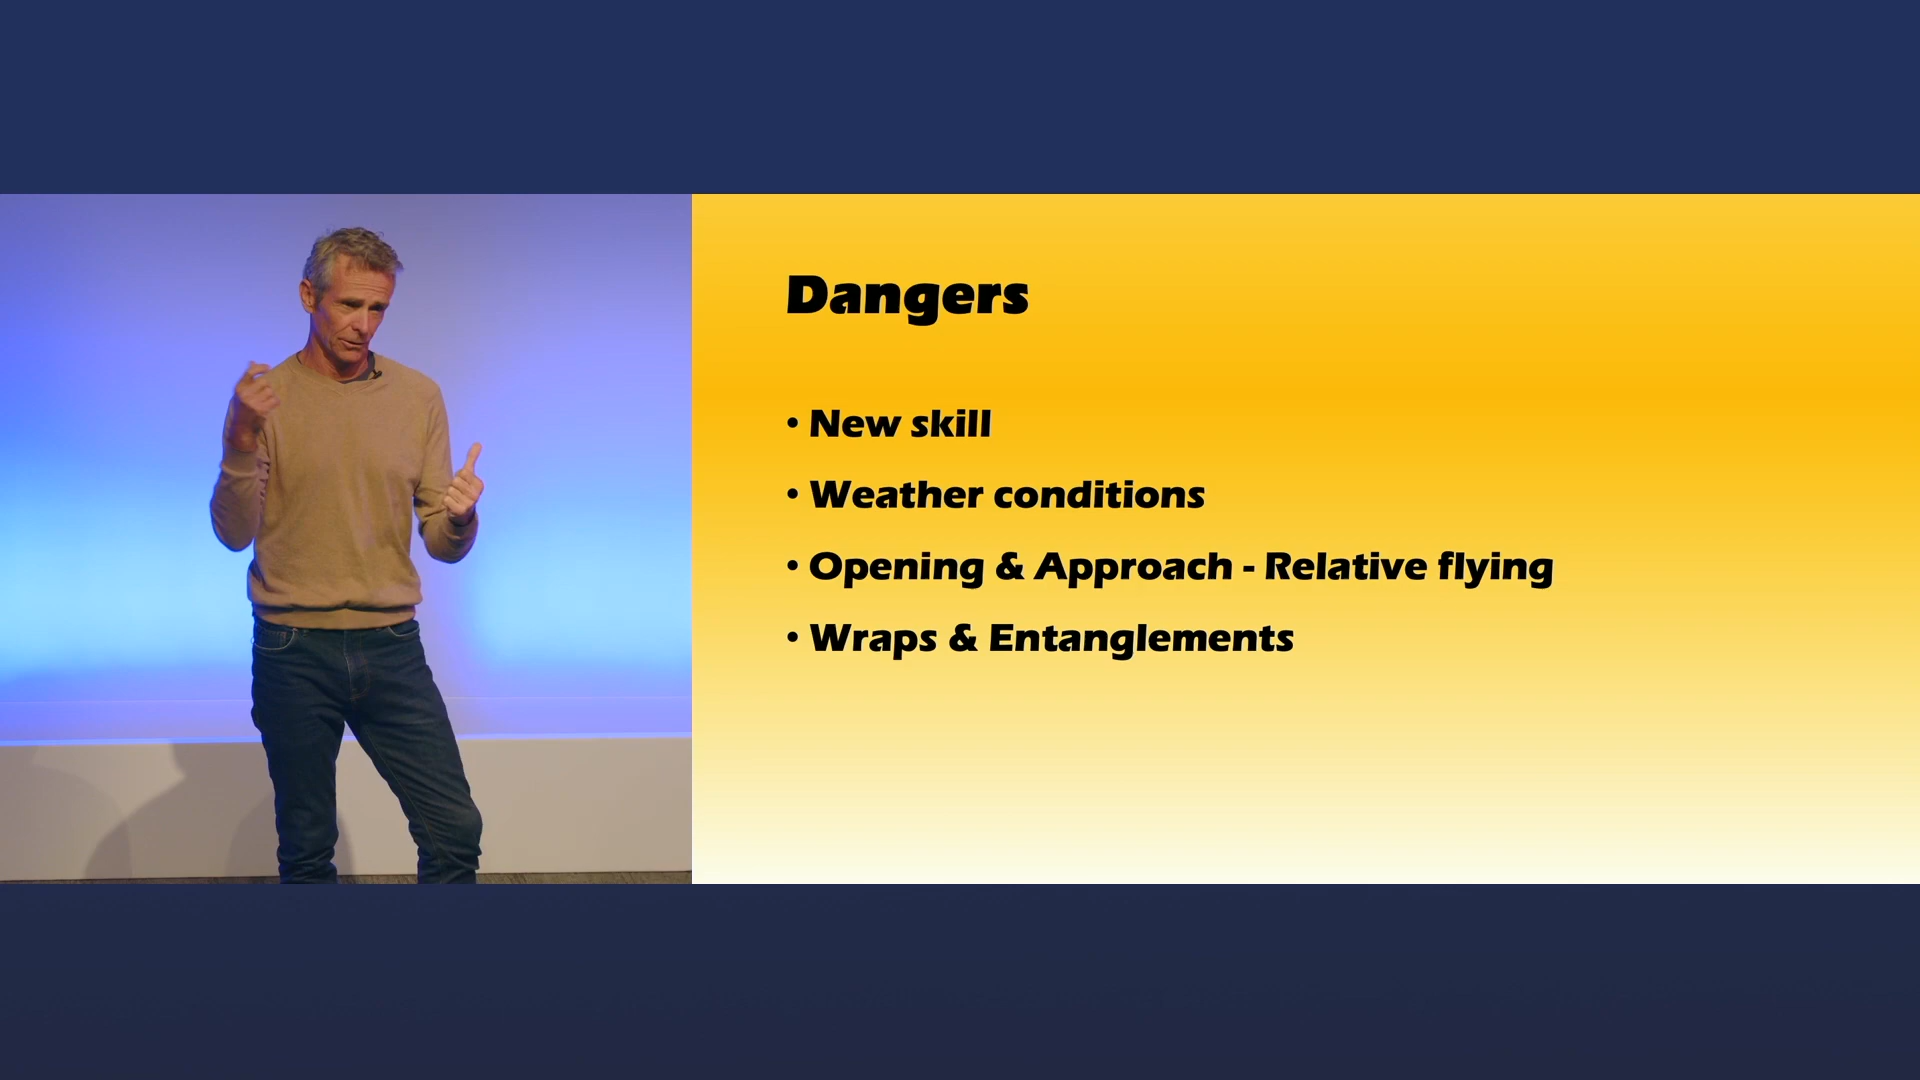 Dangers
• New skill
• Weather conditions
• Opening & Approach - Relative flying
• Wraps & Entanglements